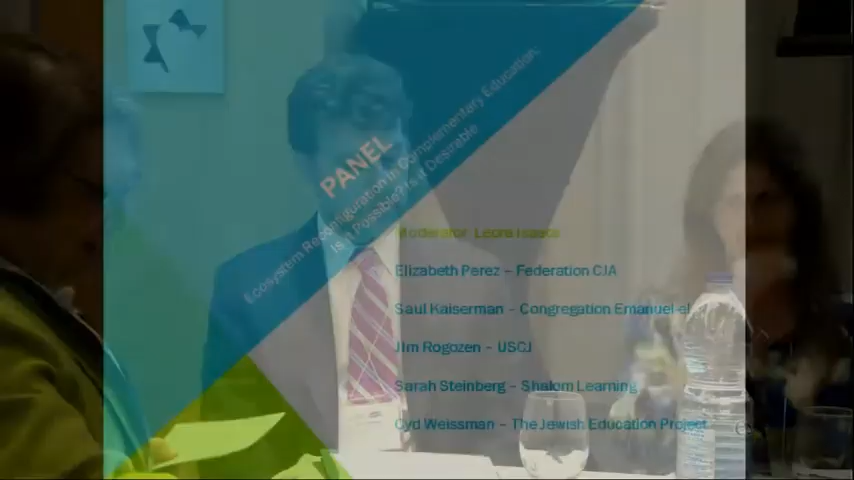 PANEL
Ecosystem Reconfiguration in Complementary Education:
Is it Possible? Is it Desirable
Moderator Leora Isaacs
Elizabeth Perez – Federation CJA
Saul Kaiserman – Congregation Emanuel-el
Jim Rogozen – USCJ
Sarah Steinberg – Shalom Learning
Cyd Weissman – The Jewish Education Project